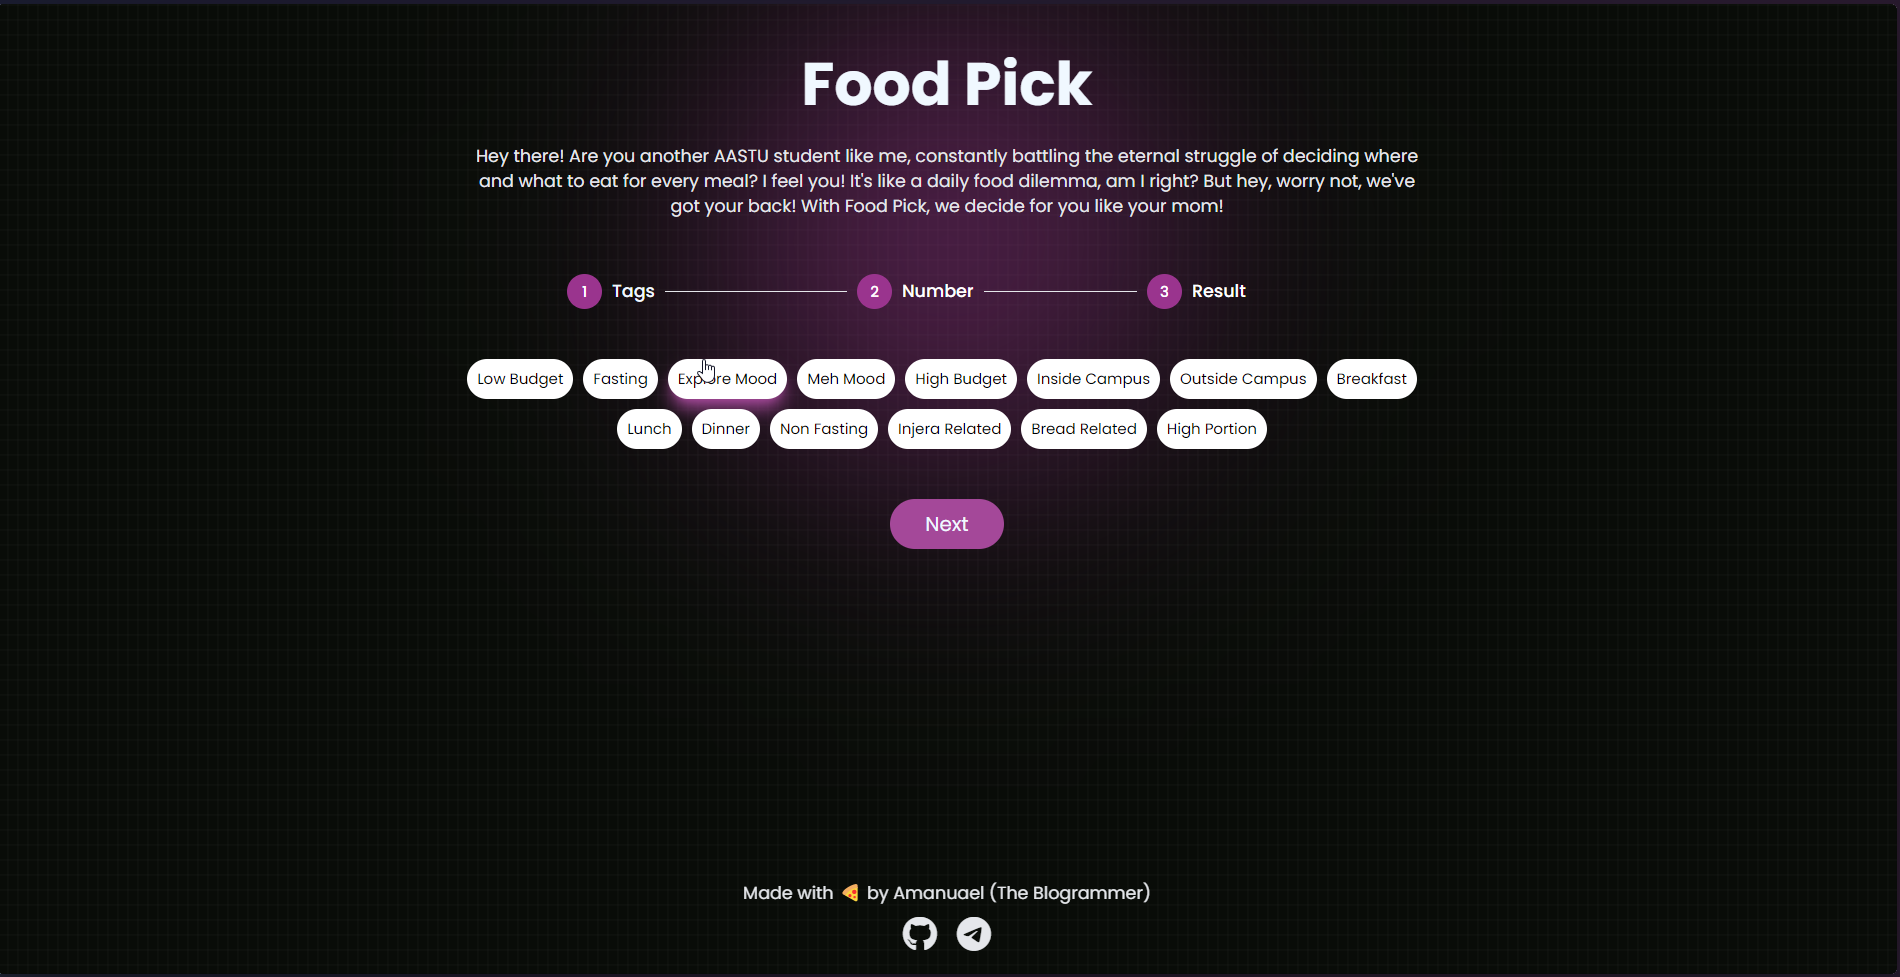 Food Pick
Hey there! Are you another AASTU student like me, constantly battling the eternal struggle of deciding where
and what to eat for every meal? I feel you! It's like a daily food dilemma, am I right? But hey, worry not, we've
got your back! With Food Pick, we decide for you like your mom!
1 Tags 2 Number 3 Result
Low Budget Fasting Explore Mood Meh Mood High Budget Inside Campus Outside Campus Breakfast
Lunch Dinner Non Fasting Injera Related Bread Related High Portion
Next
Made with 🍕 by Amanuael (The Blogrammer)